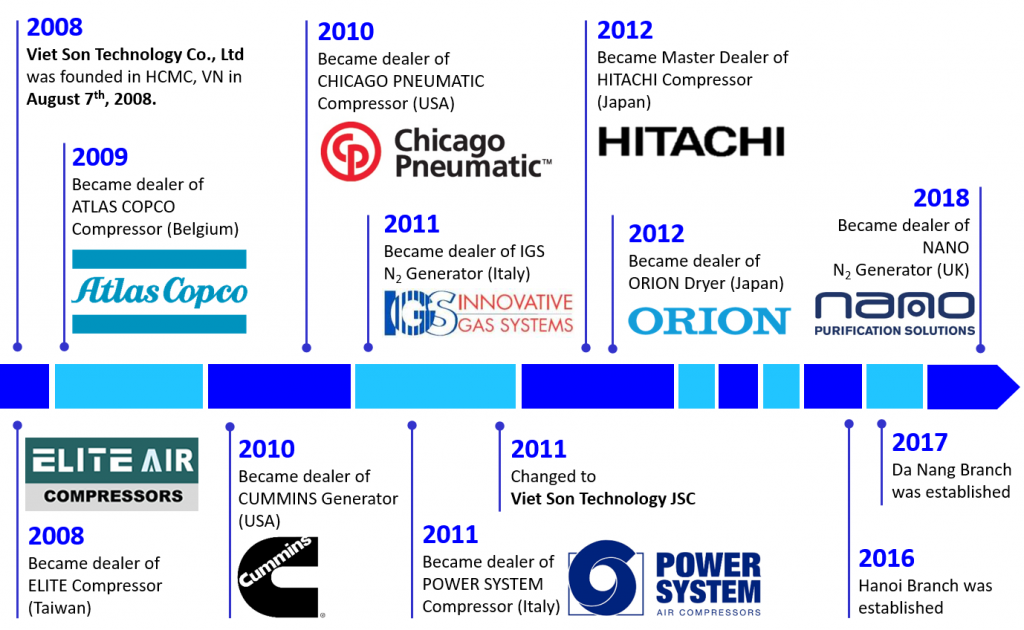 2008
Viet Son Technology Co., Ltd
was founded in HCMC, VN in
August 7th, 2008.
2009
Became dealer of
ATLAS COPCO
Compressor (Belgium)
Atlas Copco
2010
Became dealer of
CHICAGO PNEUMATIC
Compressor (USA)
CP
Chicago
Pneumatic™
2011
Became dealer of IGS
N2 Generator (Italy)
IGS INNOVATIVE
GAS SYSTEMS
2012
Became Master Dealer of
HITACHI Compressor
(Japan)
HITACHI
2012
Became dealer of
ORION Dryer (Japan)
ORION
2018
Became dealer of
NANO
N2 Generator (UK)
nano
PURIFICATION SOLUTIONS
ELITE AIR
COMPRESSORS
2008
Became dealer of
ELITE Compressor
(Taiwan)
2010
Became dealer of
CUMMINS Generator
(USA)
Cummins
®
2011
Became dealer of
POWER SYSTEM
Compressor (Italy)
POWER
SYSTEM
AIR COMPRESSORS
2011
Changed to
Viet Son Technology JSC
2016
Hanoi Branch was
established
2017
Da Nang Branch
was established